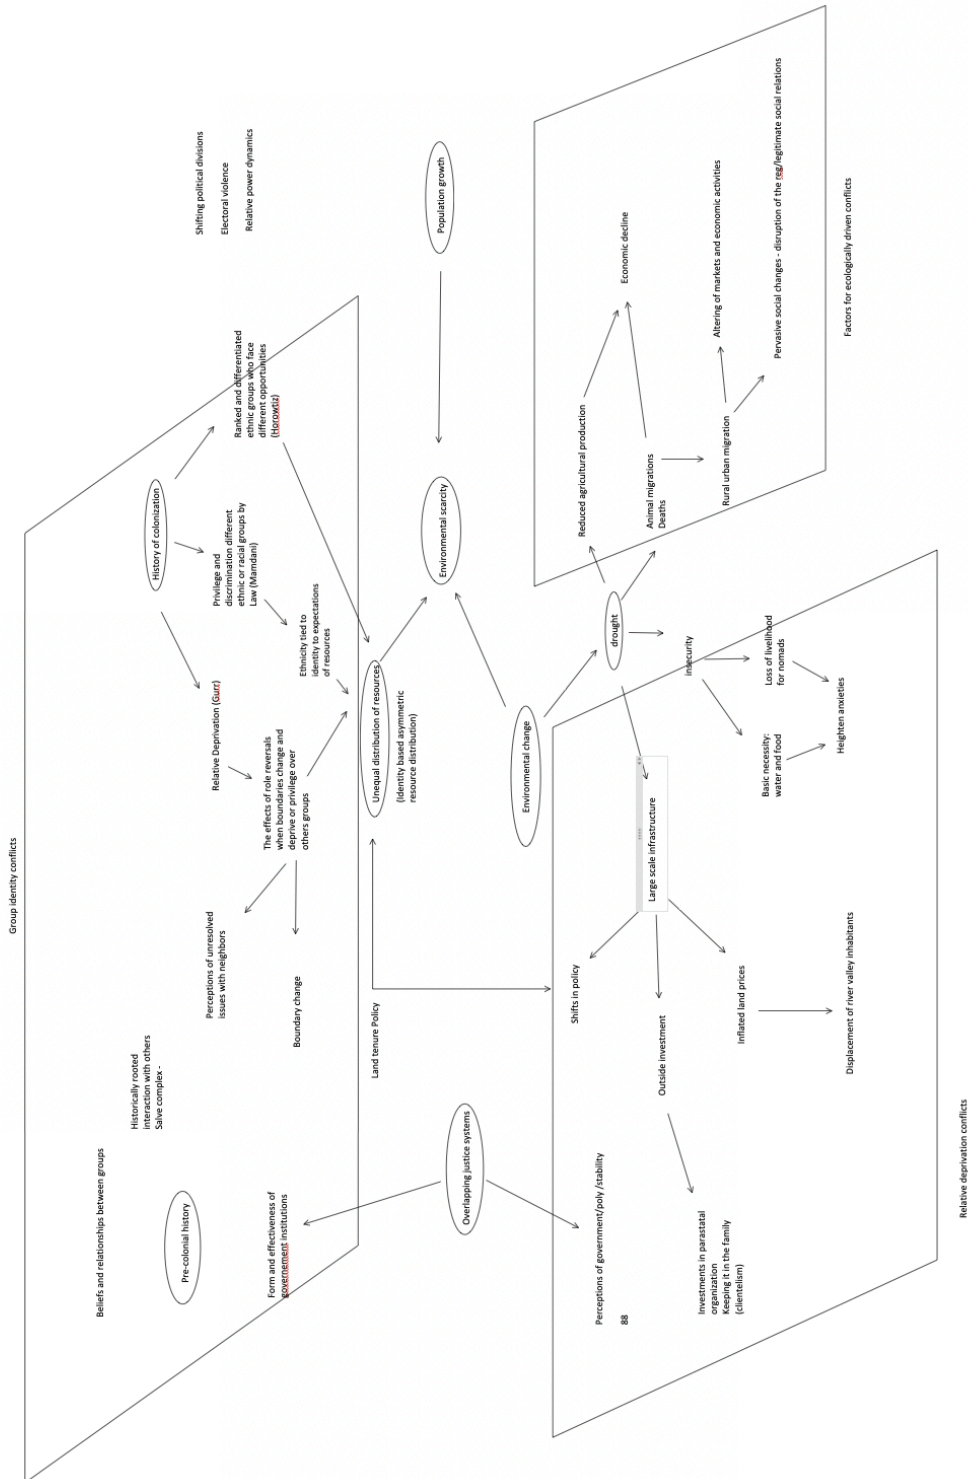 Group identity conflicts
Beliefs and relationships between groups
Pre-colonial history
Historically rooted
interaction with others
Salve complex -
Form and effectiveness of
governement institutions
Perceptions of unresolved
issues with neighbors
Boundary change
Relative Deprivation (Gurr)
The effects of role reversals
when boundaries change and
deprive or privilege over
others groups
History of colonization
Privilege and
discrimination different
ethnic or racial groups by
Law (Mamdani)
Ethnicity tied to
identity to expectations
of resources
Ranked and differentiated
ethnic groups who face
different opportunities
(Horowtiz)
Shifting political divisions
Electoral violence
Relative power dynamics
Land tenure Policy
Unequal distribution of resources
(Identity based asymmetric
resource distribution)
Overlapping justice systems
Environmental scarcity
Population growth
Environmental change
drought
Perceptions of government/poly /stability
88
Shifts in policy
Large scale infrastructure
Outside investment
Inflated land prices
Investments in parastatal
organization
Keeping it in the family
(clientelism)
Displacement of river valley inhabitants
insecurity
Basic necessity:
water and food
Loss of livelihood
for nomads
Heighten anxieties
Relative deprivation conflicts
Reduced agricultural production
Economic decline
Animal migrations
Deaths
Rural urban migration
Altering of markets and economic activities
Pervasive social changes - disruption of the reg/legitimate social relations
Factors for ecologically driven conflicts